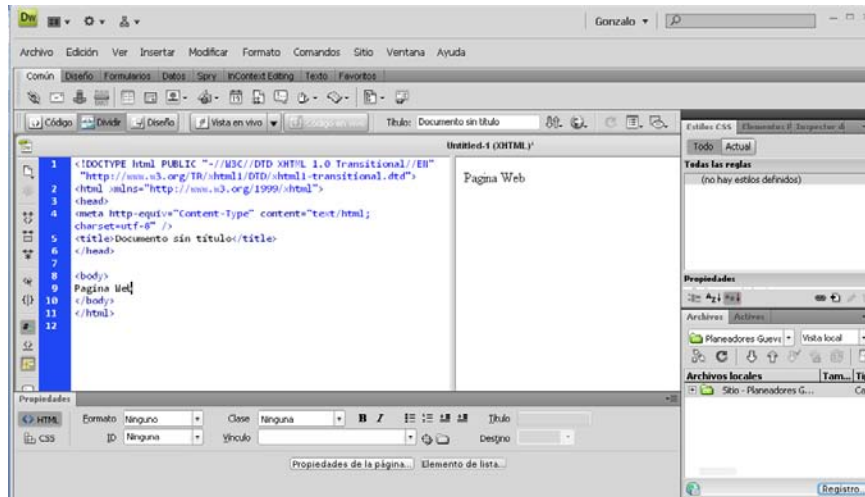 Dw
Gonzalo
Archivo Edición Ver Insertar Modificar Formato Comandos Sitio Ventana Ayuda
Común Diseño Formularios Datos Spry InContext Editing Texto Favoritos
Código Dividir Diseño Vista en vivo Título: Documento sin título
Untitled-1 (XHTML)*
1 <!DOCTYPE html PUBLIC "-//W3C//DTD XHTML 1.0 Transitional//EN"
"http://www.w3.org/TR/xhtml1/DTD/xhtml1-transitional.dtd">
2 <html xmlns="http://www.w3.org/1999/xhtml">
3 <head>
4 <meta http-equiv="Content-Type" content="text/html;
charset=utf-8" />
5 <title>Documento sin título</title>
6 </head>
7
8 <body>
9 Pagina Web
10 </body>
11 </html>
12
Pagina Web
Estilos CSS
Todo Actual
Todas las reglas
(no hay estilos definidos)
Propiedades
Archivos Activos
Planeadores Gueve Vista local
Archivos locales Tam... Ti
Sitio - Planeadores G... Ca
Registro...
Propiedades
HTML Formato Ninguno Clase Ninguna B I Título
CSS ID Ninguna Vínculo Destino
Propiedades de la página... Elemento de lista...